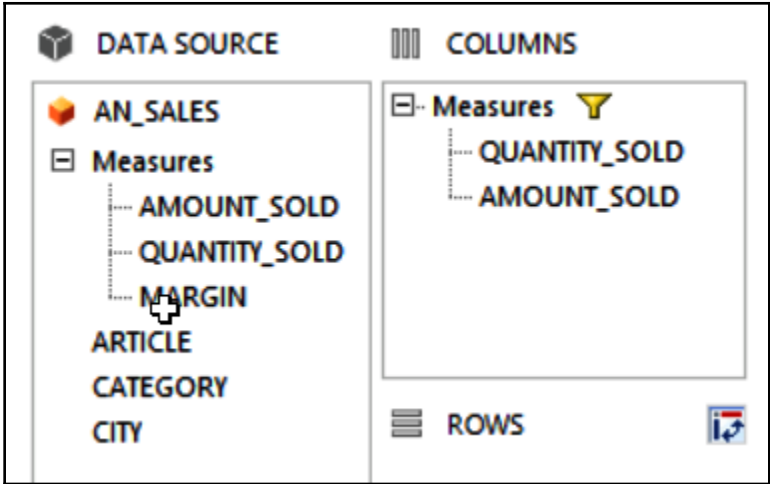 DATA SOURCE
AN_SALES
Measures
AMOUNT_SOLD
QUANTITY_SOLD
MARGIN
ARTICLE
CATEGORY
CITY
COLUMNS
Measures
QUANTITY_SOLD
AMOUNT_SOLD
ROWS